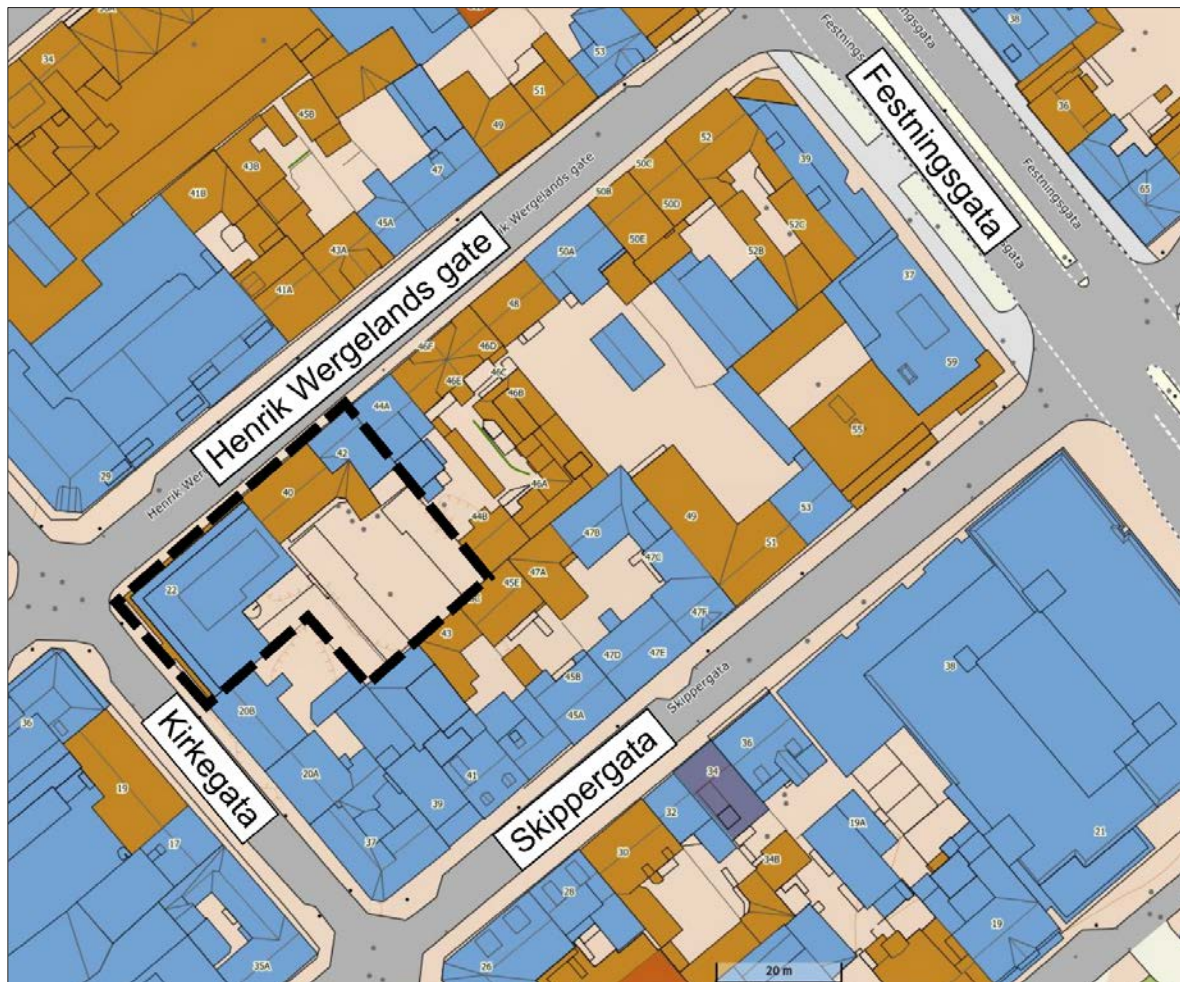 34
45B
51
53
38
Festningsgata
49
43B
47
41B
45A
43A
41A
52
50C
50B
50D
50E
50A
52B
52C
39
36
65
Festningsgata
Festningsgata
37
59
Henrik Wergelands gate
Henrik Wergelands gate
48
46F
46D
46C
46E
46B
44A
42
40
46A
44B
55
53
49
51
29
22
47B
47C
47A
45E
43
47F
47E
47D
45B
45A
Skippergata
Skippergata
38
36
20B
Kirkegata
19
17
20A
37
39
41
36
34
32
30
28
26
34B
19A
21
19
35A
20 m